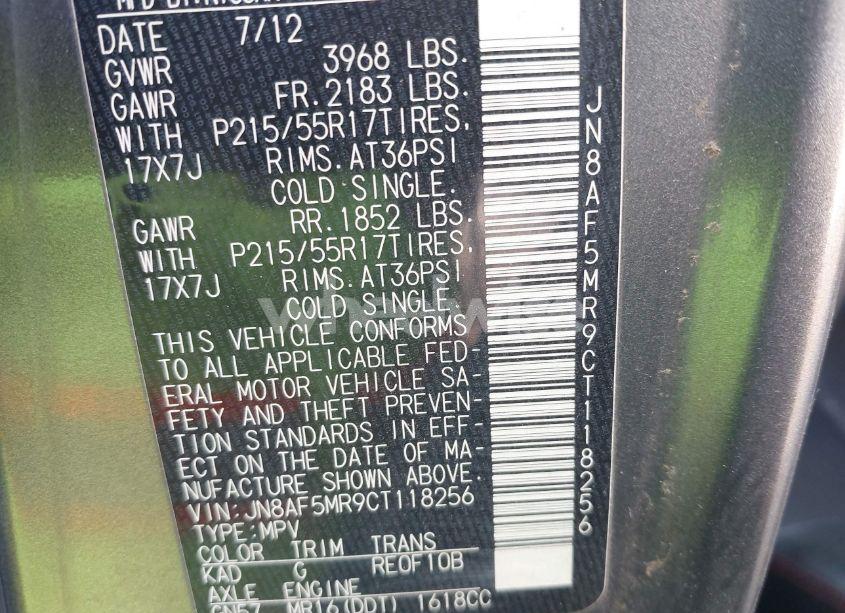 DATE 7/12
GVWR 3968 LBS.
GAWR FR.2183 LBS.
WITH P215/55R17TIRES,
17X7J RIMS.AT36PSI
COLD SINGLE.
GAWR RR.1852 LBS.
WITH P215/55R17TIRES,
17X7J RIMS.AT36PSI
COLD SINGLE.
THIS VEHICLE CONFORMS
TO ALL APPLICABLE FED-
ERAL MOTOR VEHICLE SA-
FETY AND THEFT PREVEN-
TION STANDARDS IN EFF-
ECT ON THE DATE OF MA-
NUFACTURE SHOWN ABOVE.
VIN:JN8AF5MR9CT118256
TYPE:MPV
COLOR TRIM TRANS
KAD G RE0F10B
AXLE ENGINE
GN57 MR16(DDT) 1618CC
JN8AF5MR9CT118256